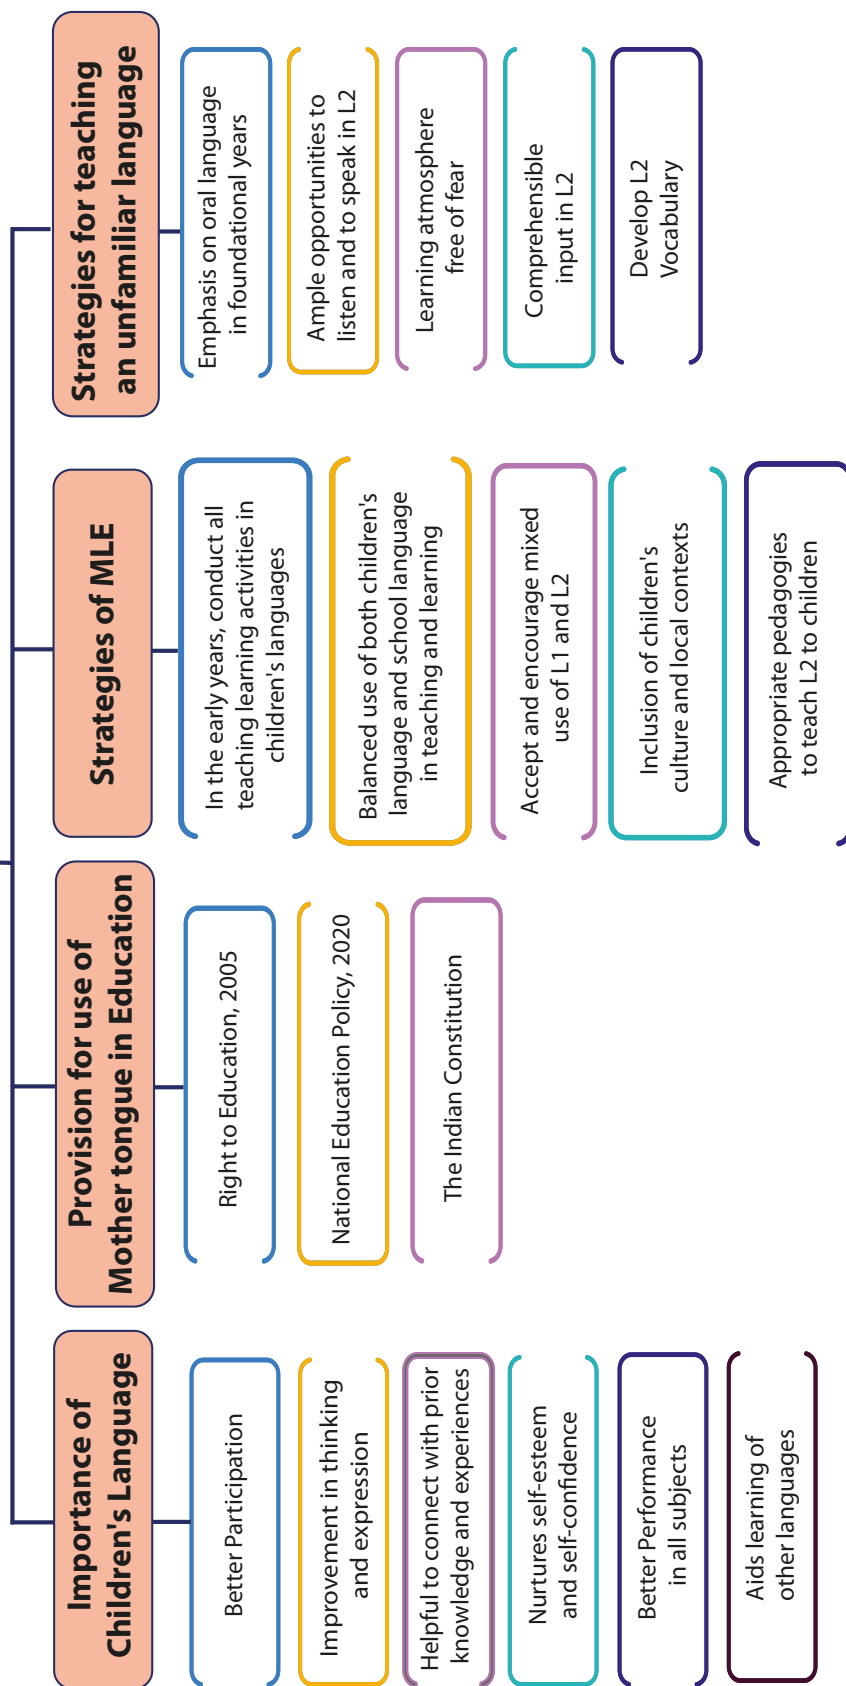 Importance of
Children's Language
Better Participation
Improvement in thinking
and expression
Helpful to connect with prior
knowledge and experiences
Nurtures self-esteem
and self-confidence
Better Performance
in all subjects
Aids learning of
other languages
Provision for use of
Mother tongue in Education
Right to Education, 2005
National Education Policy, 2020
The Indian Constitution
Strategies of MLE
In the early years, conduct all
teaching learning activities in
children's languages
Balanced use of both children's
language and school language
in teaching and learning
Accept and encourage mixed
use of L1 and L2
Inclusion of children's
culture and local contexts
Appropriate pedagogies
to teach L2 to children
Strategies for teaching
an unfamiliar language
Emphasis on oral language
in foundational years
Ample opportunities to
listen and to speak in L2
Learning atmosphere
free of fear
Comprehensible
input in L2
Develop L2
Vocabulary